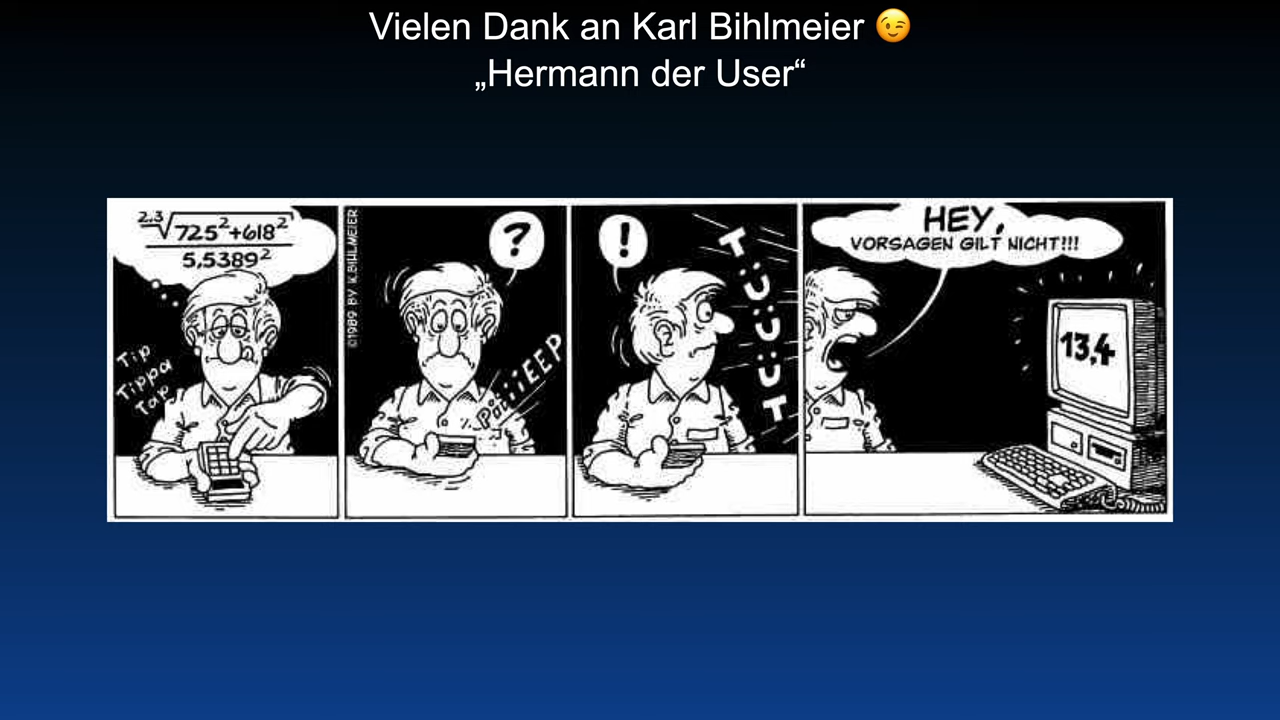 Vielen Dank an Karl Bihlmeier 😉
„Hermann der User“
2,3√725²+618²
5,5389²
Tip
Tippa
Tap
©1989 BY K.BIHLMEIER
?
PiiiiEEP
!
TÜÜÜT
HEY,
VORSAGEN GILT NICHT!!!
13,4